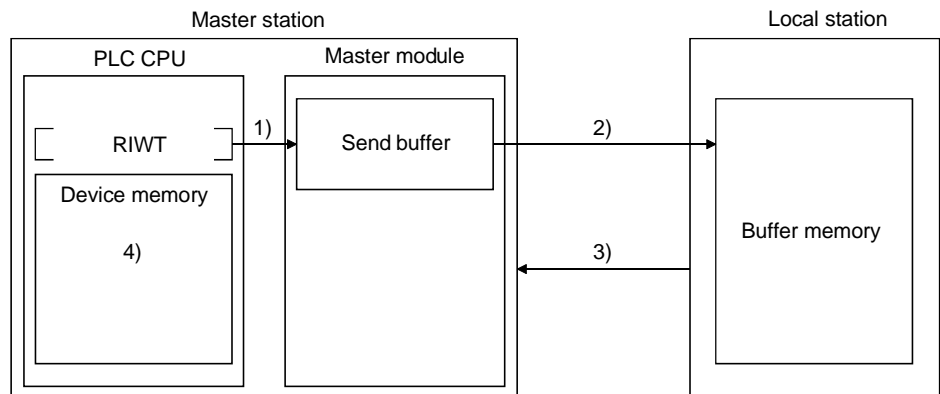 Master station
Local station
PLC CPU
Master module
RIWT
1)
Send buffer
2)
Device memory
4)
3)
Buffer memory